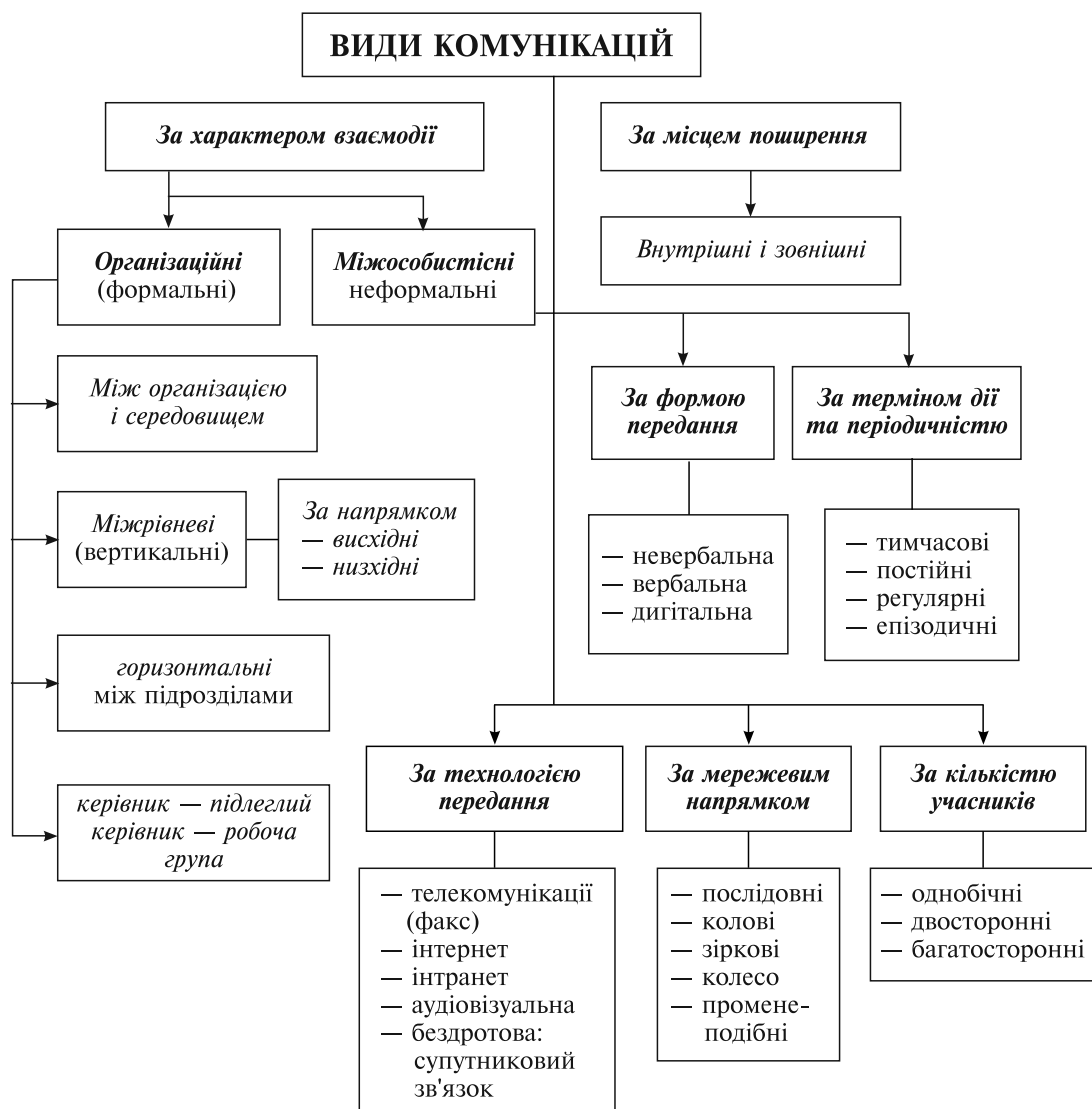 ВИДИ КОМУНІКАЦІЙ
За характером взаємодії
За місцем поширення
Організаційні
(формальні)
Міжособистісні
неформальні
Внутрішні і зовнішні
Між організацією
і середовищем
За формою
передання
За терміном дії
та періодичністю
Міжрівневі
(вертикальні)
За напрямком
— висхідні
— низхідні
— невербальна
— вербальна
— дигітальна
— тимчасові
— постійні
— регулярні
— епізодичні
горизонтальні
між підрозділами
керівник — підлеглий
керівник — робоча
група
За технологією
передання
За мережевим
напрямком
За кількістю
учасників
— телекомунікації
(факс)
— інтернет
— інтранет
— аудіовізуальна
— бездротова:
супутниковий
зв'язок
— послідовні
— колові
— зіркові
— колесо
— промене-
подібні
— однобічні
— двосторонні
— багатосторонні